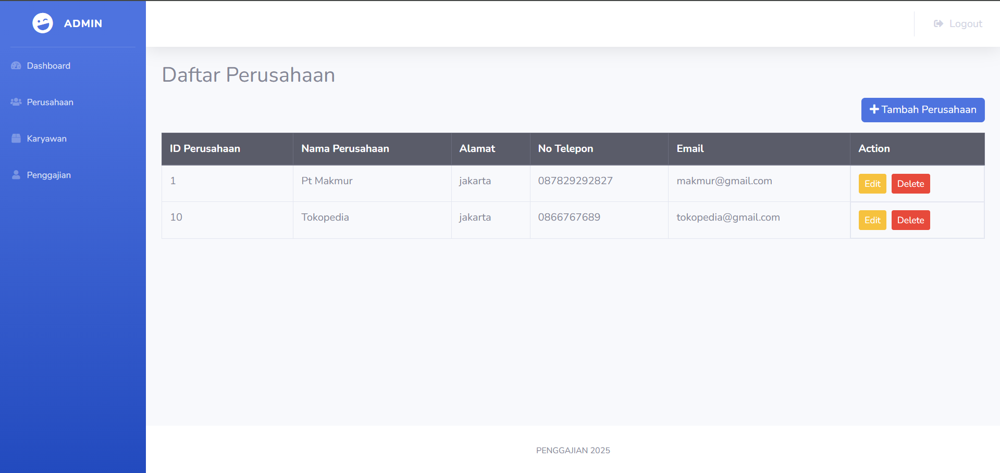 ADMIN
Logout
Dashboard
Perusahaan
Karyawan
Penggajian
Daftar Perusahaan
Tambah Perusahaan
ID Perusahaan Nama Perusahaan Alamat No Telepon Email Action
1 Pt Makmur jakarta 087829292827 makmur@gmail.com Edit Delete
10 Tokopedia jakarta 0866767689 tokopedia@gmail.com Edit Delete
PENGGAJIAN 2025